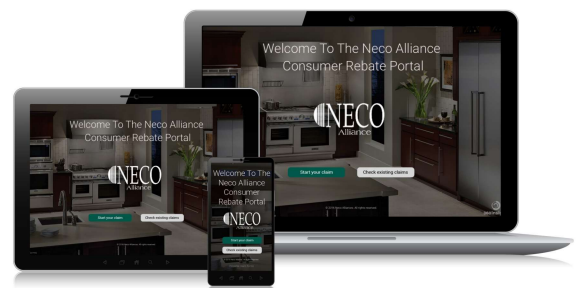 Welcome To The Neco Alliance
Consumer Rebate Portal
NECO
Alliance
Start your claim
Check existing claims
Welcome To The Neco Alliance
Consumer Rebate Portal
NECO
Alliance
Start your claim
Check existing claims
Welcome To The
Neco Alliance
Consumer
Rebate Portal
NECO
Alliance
Start your claim
Check existing claims